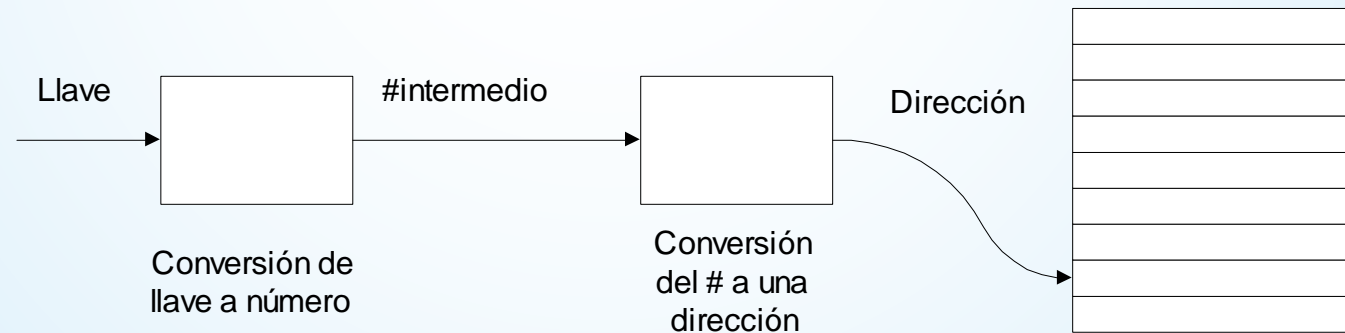 Llave
#intermedio
Dirección
Conversión de
llave a número
Conversión
del # a una
dirección